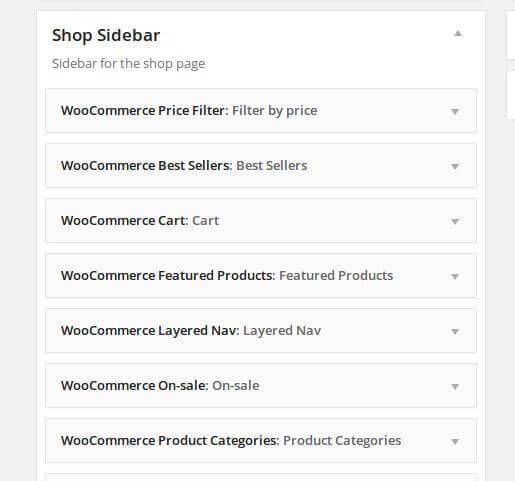 Shop Sidebar
Sidebar for the shop page
WooCommerce Price Filter: Filter by price
WooCommerce Best Sellers: Best Sellers
WooCommerce Cart: Cart
WooCommerce Featured Products: Featured Products
WooCommerce Layered Nav: Layered Nav
WooCommerce On-sale: On-sale
WooCommerce Product Categories: Product Categories